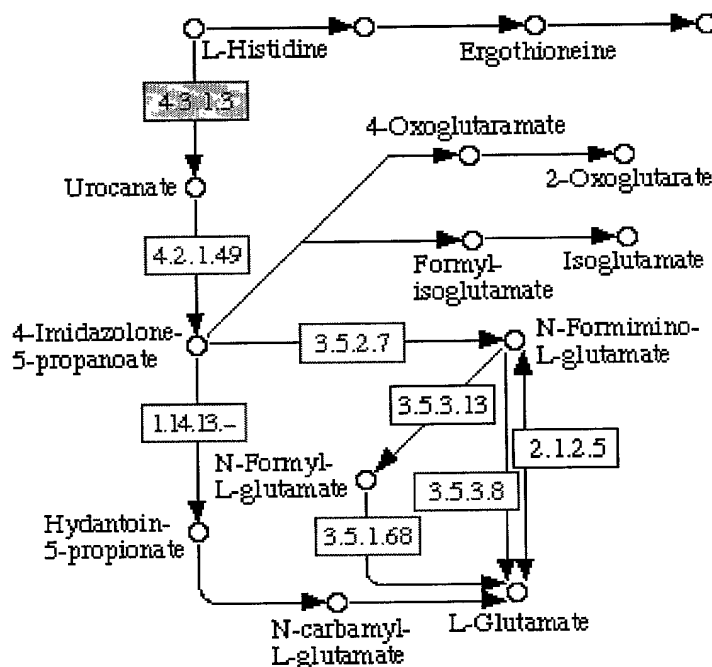 L-Histidine
Ergothioneine
4.3.1.3
4-Oxoglutaramate
Urocanate
2-Oxoglutarate
4.2.1.49
Formyl-
isoglutamate
Isoglutamate
4-Imidazolone-
5-propanoate
3.5.2.7
N-Formimino-
L-glutamate
3.5.3.13
1.14.13.-
2.1.2.5
N-Formyl-
L-glutamate
3.5.3.8
Hydantoin-
5-propionate
3.5.1.68
N-carbamyl-
L-glutamate
L-Glutamate